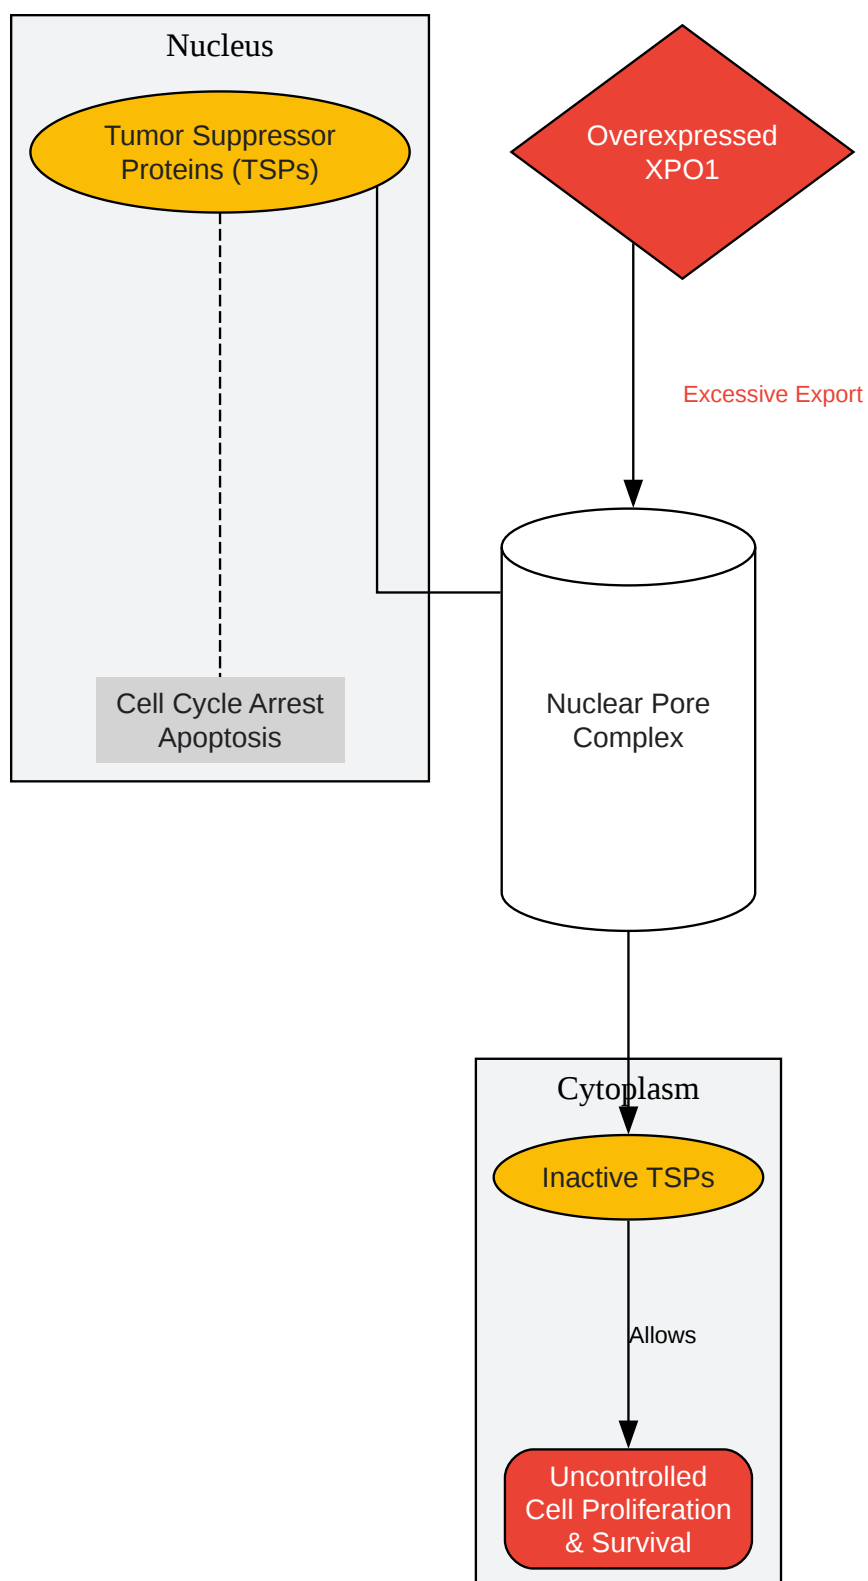 Nucleus
Tumor Suppressor
Proteins (TSPs)
Overexpressed
XPO1
Excessive Export
Cell Cycle Arrest
Apoptosis
Nuclear Pore
Complex
Cytoplasm
Inactive TSPs
Allows
Uncontrolled
Cell Proliferation
& Survival